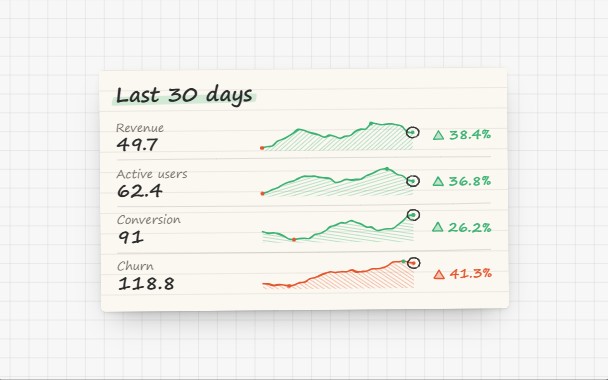 Last 30 days
Revenue
49.7
38.4%
Active users
62.4
36.8%
Conversion
91
26.2%
Churn
118.8
41.3%